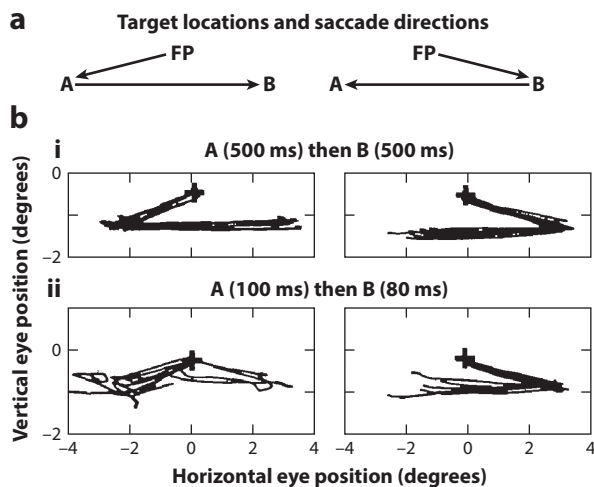 a
Target locations and saccade directions
FP FP
A B A B
b
i
A (500 ms) then B (500 ms)
0
−2
ii
A (100 ms) then B (80 ms)
0
−2
−4 −2 0 2 4 −4 −2 0 2 4
Vertical eye position (degrees)
Horizontal eye position (degrees)